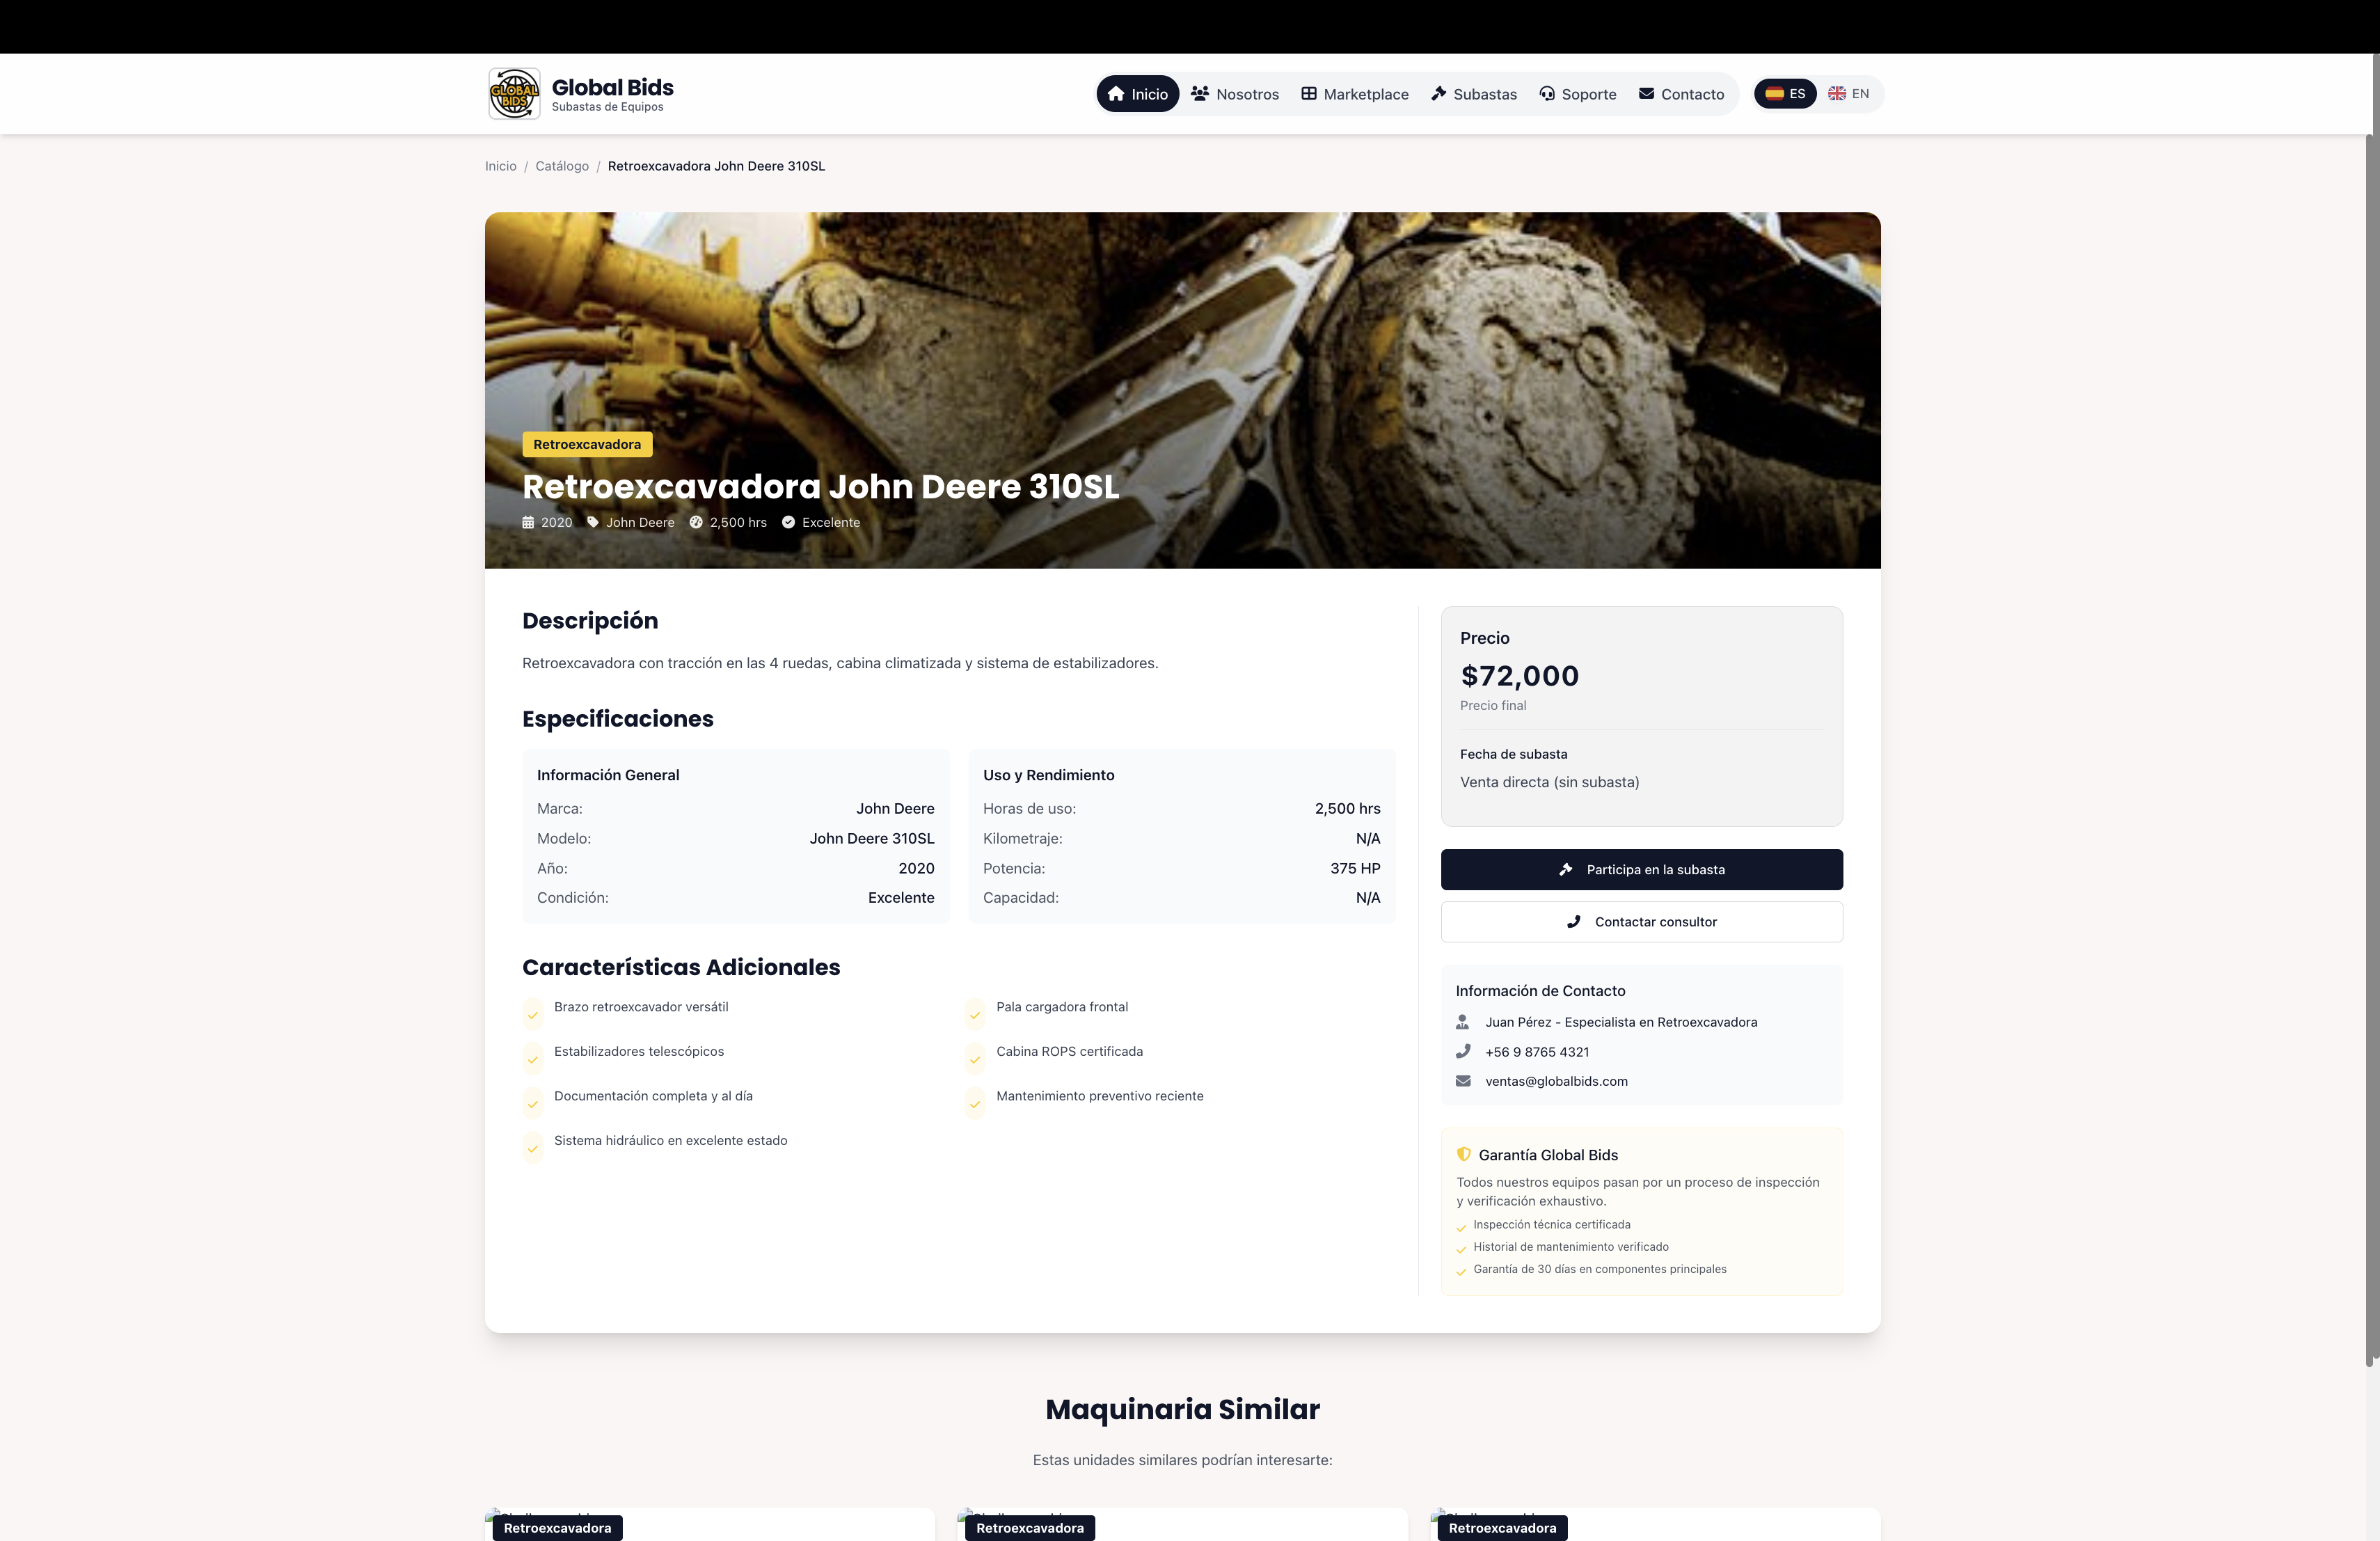 GLOBAL BIDS
Global Bids
Subastas de Equipos
Inicio
Nosotros
Marketplace
Subastas
Soporte
Contacto
ES
EN
Inicio / Catálogo / Retroexcavadora John Deere 310SL
Retroexcavadora
Retroexcavadora John Deere 310SL
2020 John Deere 2,500 hrs Excelente
Descripción
Retroexcavadora con tracción en las 4 ruedas, cabina climatizada y sistema de estabilizadores.
Especificaciones
Información General
Marca: John Deere
Modelo: John Deere 310SL
Año: 2020
Condición: Excelente
Uso y Rendimiento
Horas de uso: 2,500 hrs
Kilometraje: N/A
Potencia: 375 HP
Capacidad: N/A
Características Adicionales
Brazo retroexcavador versátil
Pala cargadora frontal
Estabilizadores telescópicos
Cabina ROPS certificada
Documentación completa y al día
Mantenimiento preventivo reciente
Sistema hidráulico en excelente estado
Precio
$72,000
Precio final
Fecha de subasta
Venta directa (sin subasta)
Participa en la subasta
Contactar consultor
Información de Contacto
Juan Pérez - Especialista en Retroexcavadora
+56 9 8765 4321
ventas@globalbids.com
Garantía Global Bids
Todos nuestros equipos pasan por un proceso de inspección
y verificación exhaustivo.
Inspección técnica certificada
Historial de mantenimiento verificado
Garantía de 30 días en componentes principales
Maquinaria Similar
Estas unidades similares podrían interesarte:
Retroexcavadora
Retroexcavadora
Retroexcavadora